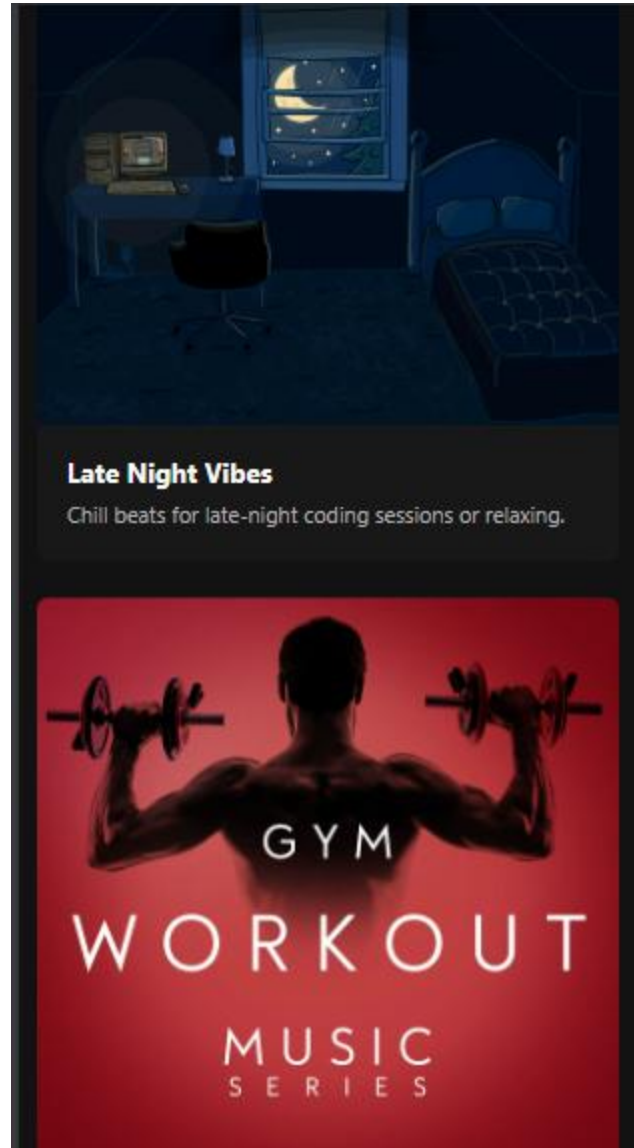 Late Night Vibes
Chill beats for late-night coding sessions or relaxing.
GYM
WORKOUT
MUSIC
SERIES